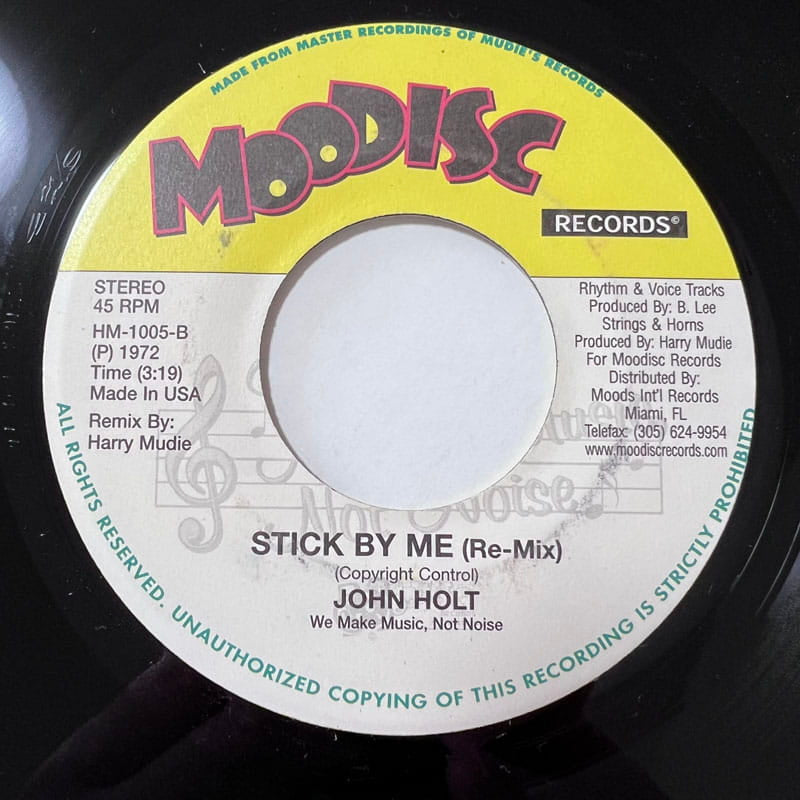 MADE FROM MASTER RECORDINGS OF MUDIE'S RECORDS
MOODISC
RECORDS©
STEREO
45 RPM
HM-1005-B
(P) 1972
Time (3:19)
Made In USA
Remix By:
Harry Mudie
Rhythm & Voice Tracks
Produced By: B. Lee
Strings & Horns
Produced By: Harry Mudie
For Moodisc Records
Distributed By:
Moods Int'l Records
Miami, FL
Telefax: (305) 624-9954
www.moodiscrecords.com
Music
Not Noise
STICK BY ME (Re-Mix)
(Copyright Control)
JOHN HOLT
We Make Music, Not Noise
ALL RIGHTS RESERVED. UNAUTHORIZED COPYING OF THIS RECORDING IS STRICTLY PROHIBITED